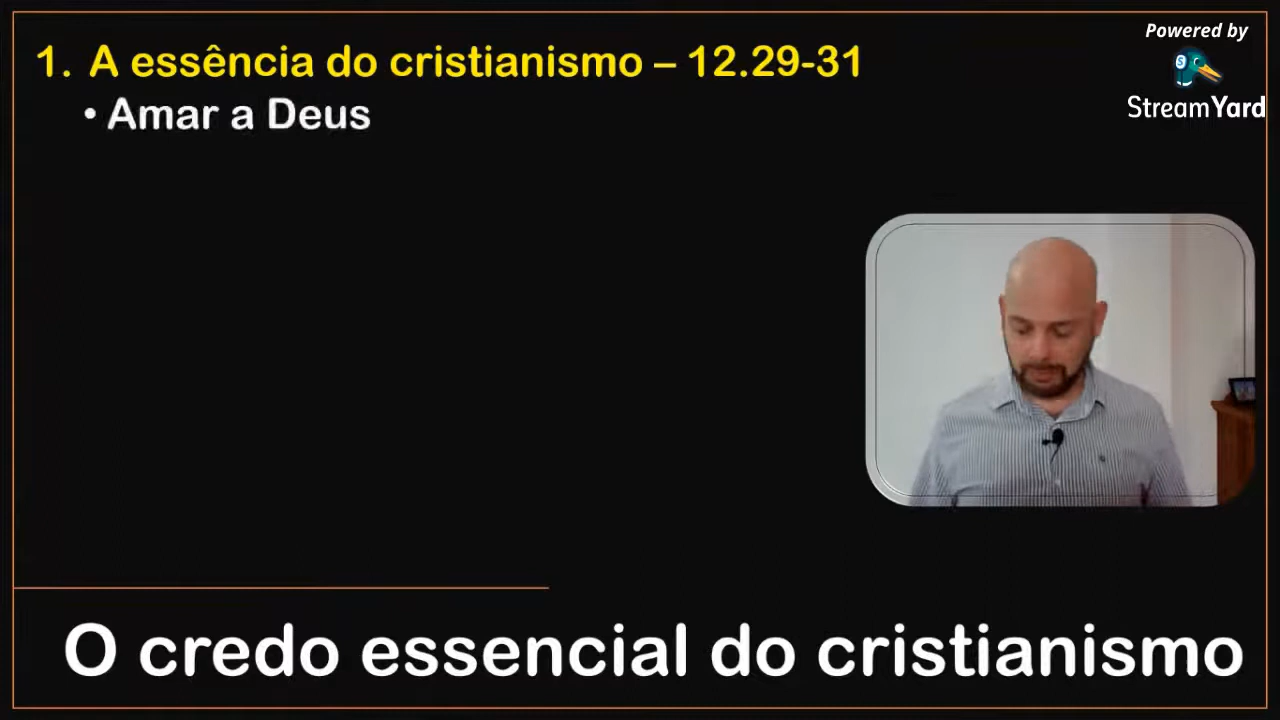 1. A essência do cristianismo – 12.29-31
• Amar a Deus
Powered by
S
StreamYard
O credo essencial do cristianismo